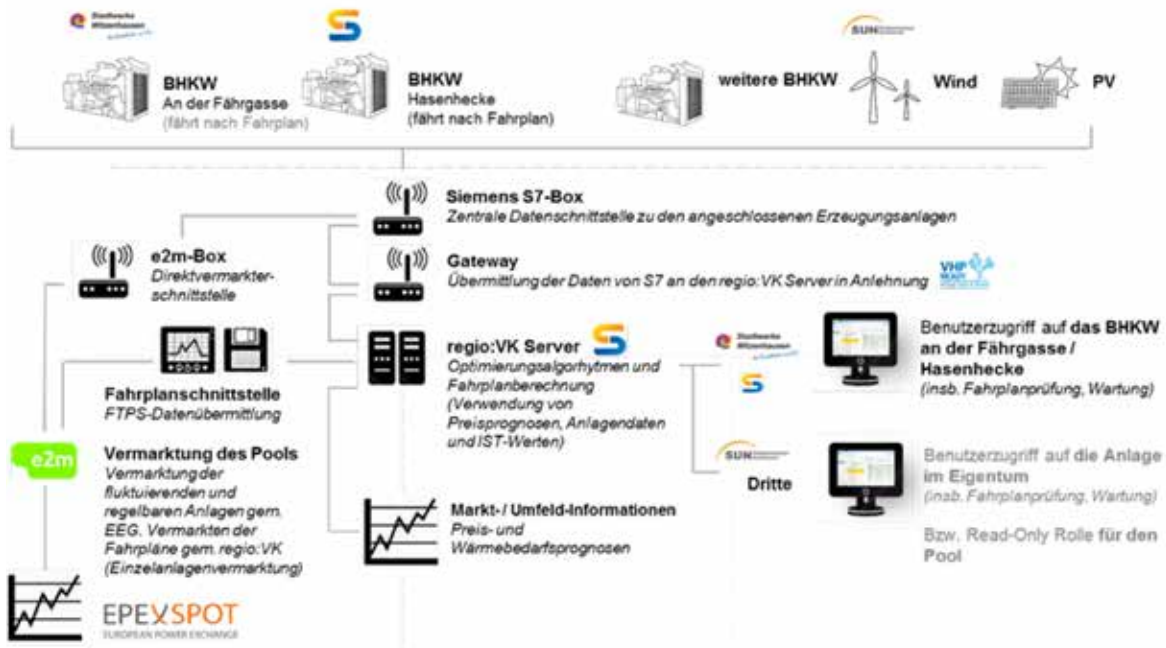 Stadtwerke
Witzenhausen
BHKW
An der Fährgasse
(fährt nach Fahrplan)
BHKW
Hasenhecke
(fährt nach Fahrplan)
weitere BHKW
SUN
Wind
PV
Siemens S7-Box
Zentrale Datenschnittstelle zu den angeschlossenen Erzeugungsanlagen
e2m-Box
Direktvermarkter-
schnittstelle
Gateway
Übermittlung der Daten von S7 an den regio:VK Server in Anlehnung
VHP
READY
Fahrplanschnittstelle
FTPS-Datenübermittlung
regio:VK Server
Optimierungsalgorhytmen und
Fahrplanberechnung
(Verwendung von
Preisprognosen, Anlagendaten
und IST-Werten)
Stadtwerke
Witzenhausen
Benutzerzugriff auf das BHKW
an der Fährgasse /
Hasenhecke
(insb. Fahrplanprüfung, Wartung)
e2m
Vermarktung des Pools
Vermarktung der
fluktuierenden und
regelbaren Anlagen gem.
EEG. Vermarkten der
Fahrpläne gem. regio:VK
(Einzelanlagenvermarktung)
SUN
Dritte
Benutzerzugriff auf die Anlage
im Eigentum
(insb. Fahrplanprüfung, Wartung)
Bzw. Read-Only Rolle für den
Pool
Markt- / Umfeld-Informationen
Preis- und
Wärmebedarfsprognosen
EPEXSPOT
EUROPEAN POWER EXCHANGE